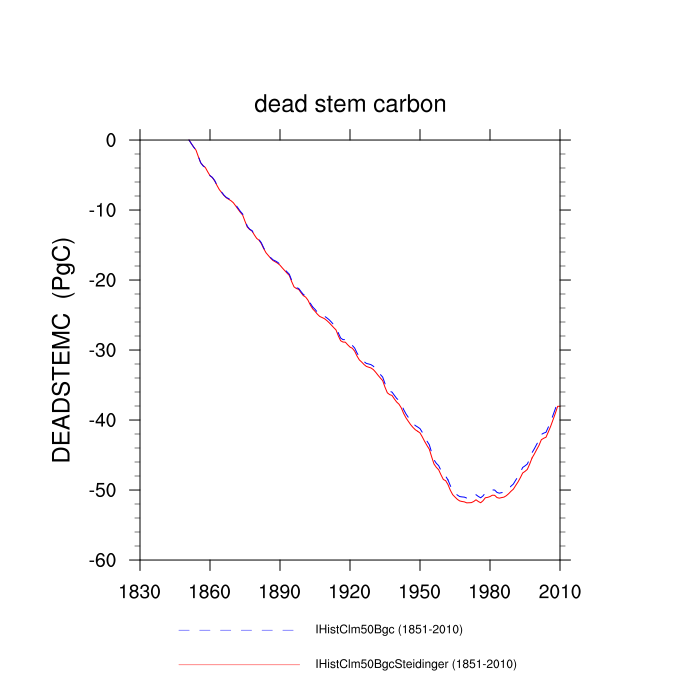 dead stem carbon
DEADSTEMC (PgC)
0
-10
-20
-30
-40
-50
-60
1830 1860 1890 1920 1950 1980 2010
IHistClm50Bgc (1851-2010)
IHistClm50BgcSteidinger (1851-2010)